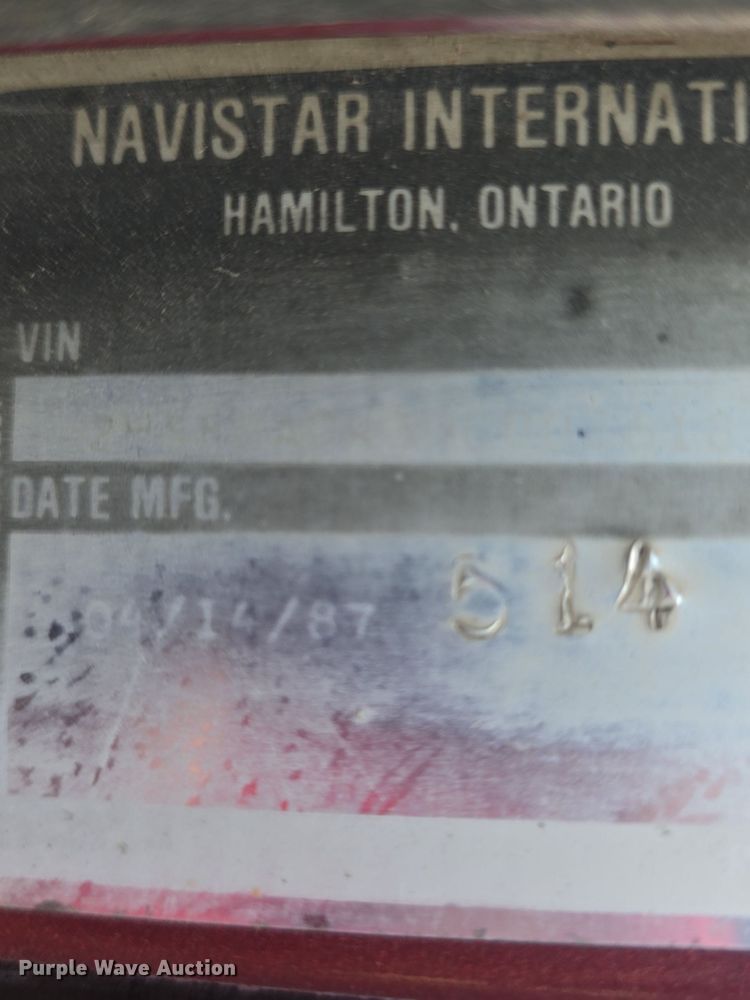 NAVISTAR INTERNATI
HAMILTON, ONTARIO
VIN
DATE MFG.
04/14/87 514
Purple Wave Auction